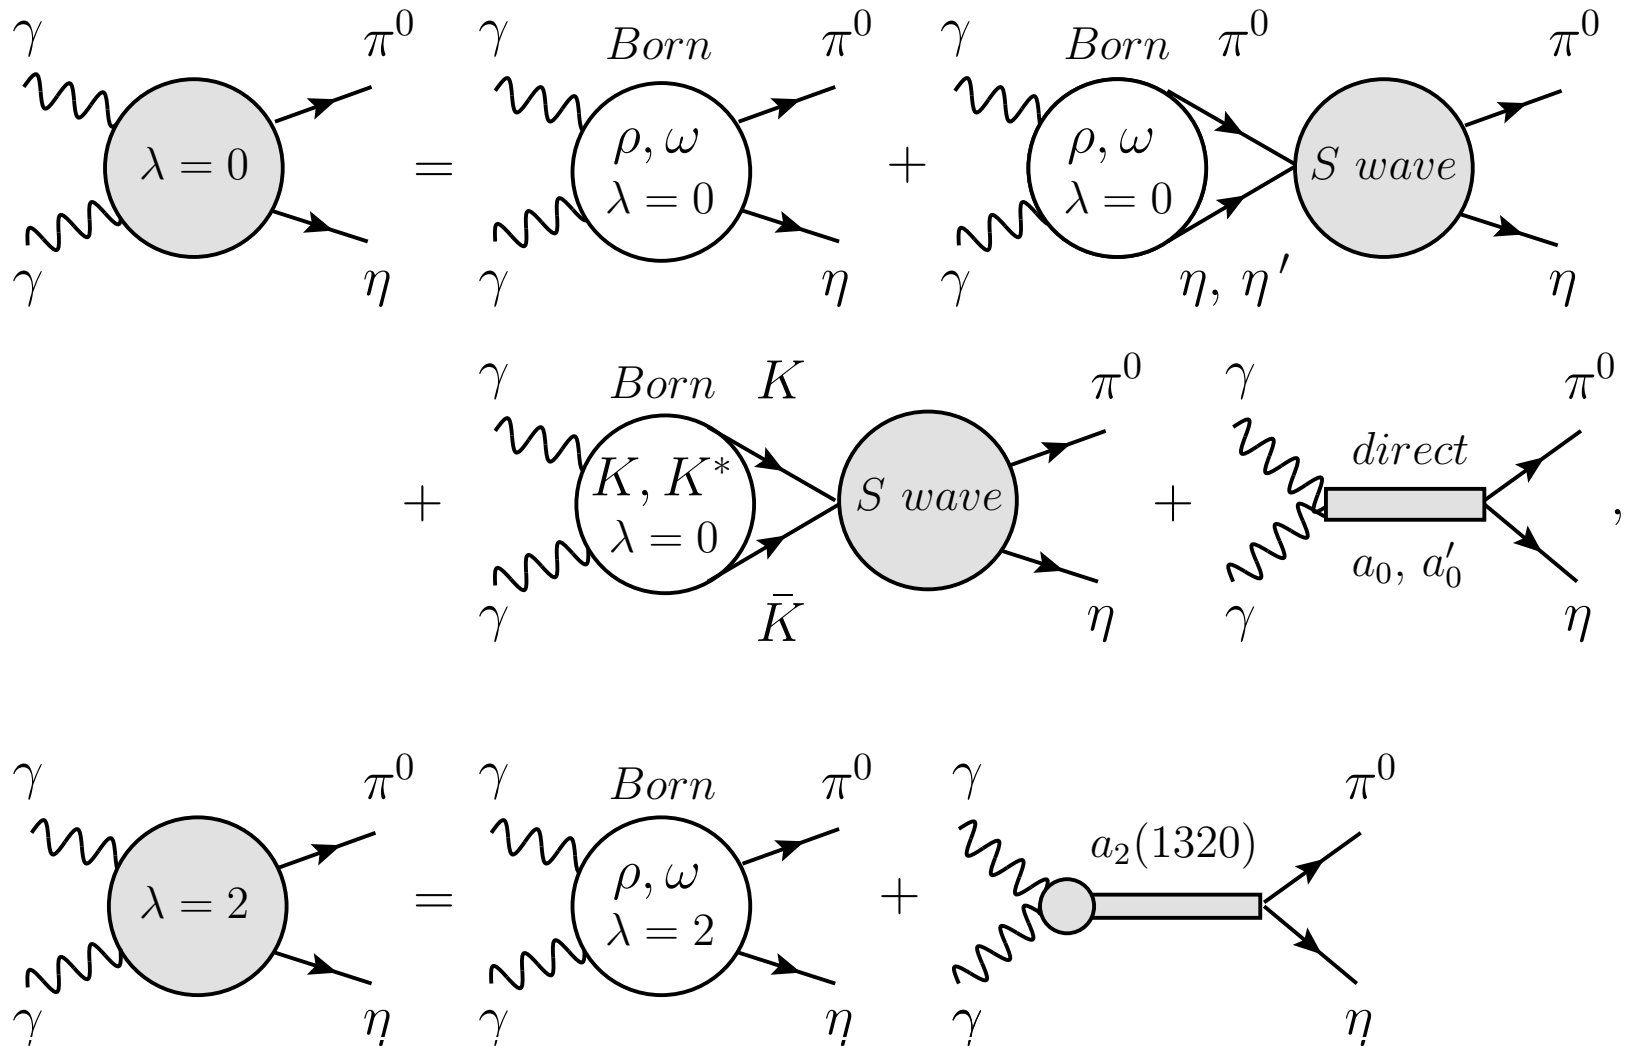 γ π⁰ γ Born π⁰ γ Born π⁰ π⁰
λ = 0 = ρ, ω λ = 0 + ρ, ω λ = 0 S wave
γ η γ η γ η, η′ η
γ Born K π⁰ γ π⁰
+ K, K* λ = 0 S wave + direct a₀, a₀′ ,
γ K̄ η γ η
γ π⁰ γ Born π⁰ γ π⁰
λ = 2 = ρ, ω λ = 2 + a₂(1320)
γ η γ η γ η